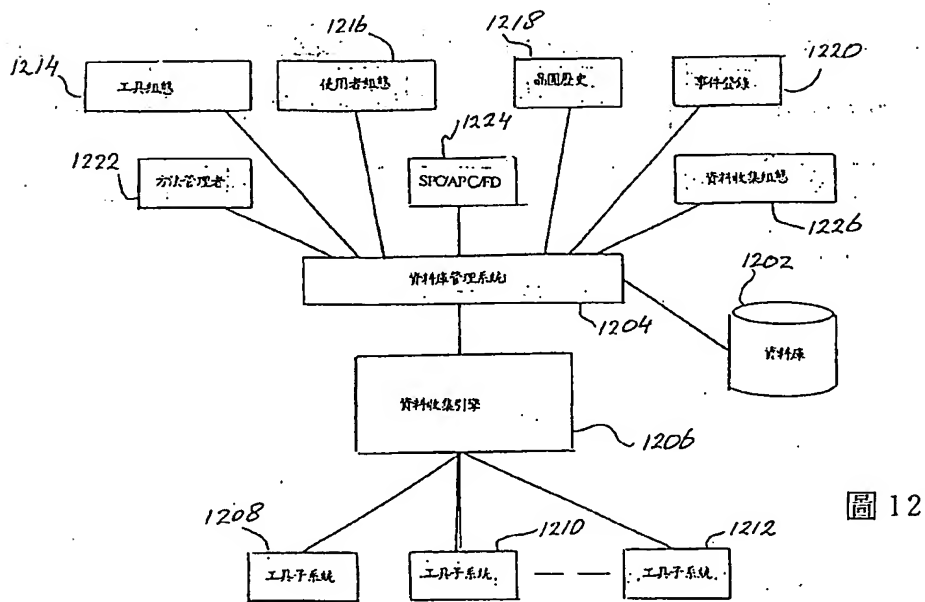 1214
1216
1218
1220
工具組態
使用者組態
晶圓歷史
事件登錄
1222
1224
方法管理者
SPC/APC/FD
資料收集組態
1226
1202
資料庫管理系統
1204
資料庫
資料收集引擎
1206
圖 12
1208
1210
1212
工具子系統
工具子系統
工具子系統